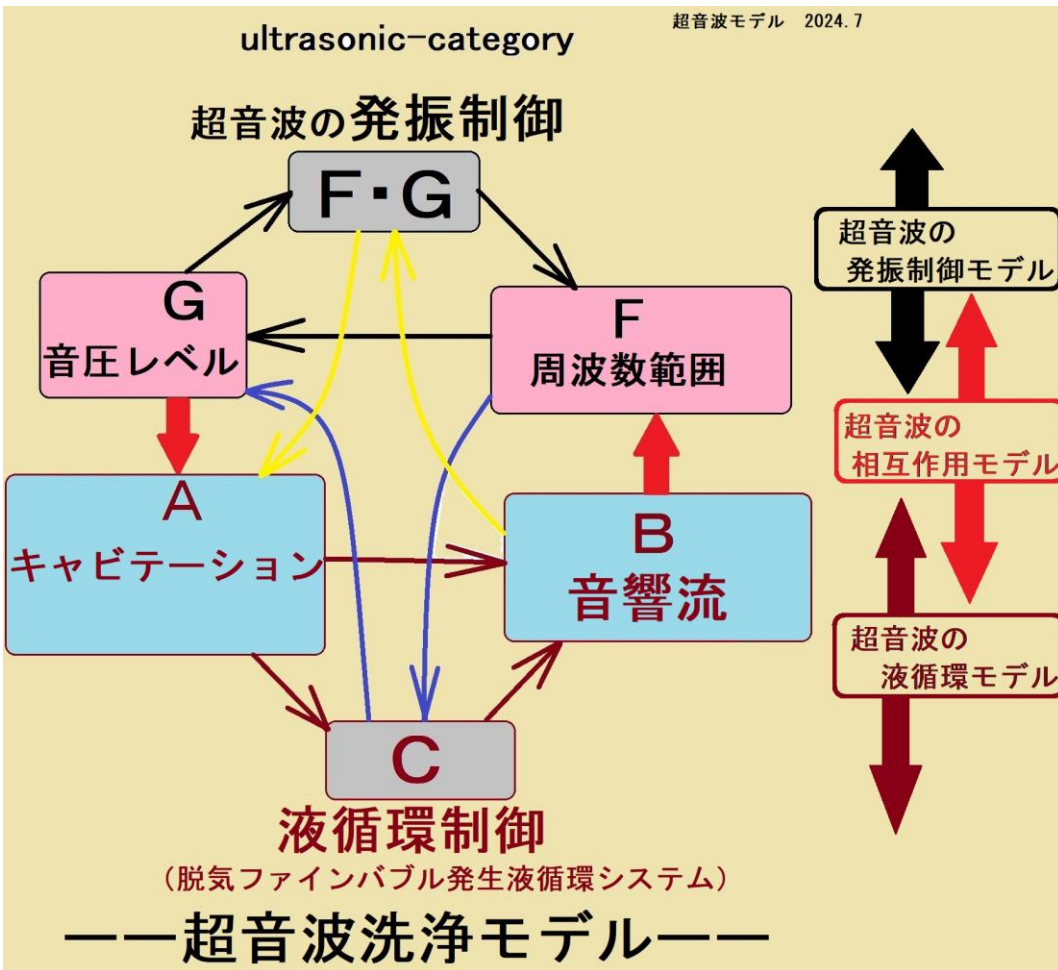 超音波モデル 2024.7
ultrasonic-category
超音波の発振制御
F・G
G
音圧レベル
F
周波数範囲
A
キャビテーション
B
音響流
C
液循環制御
（脱気ファインバブル発生液循環システム）
ーー超音波洗浄モデルーー
超音波の
発振制御モデル
超音波の
相互作用モデル
超音波の
液循環モデル